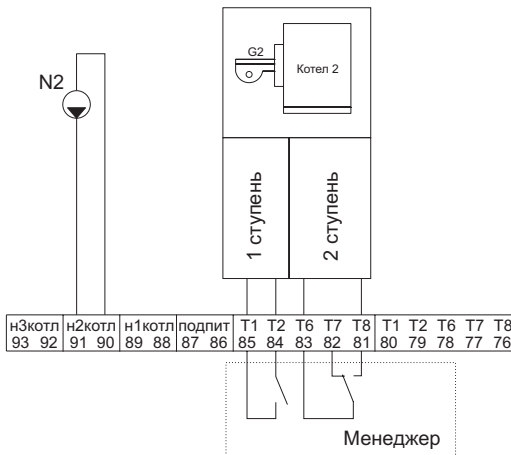 G2
Котел 2
N2
1 ступень
2 ступень
н3котл н2котл н1котл подпит T1 T2 T6 T7 T8 T1 T2 T6 T7 T8
93 92 91 90 89 88 87 86 85 84 83 82 81 80 79 78 77 76
Менеджер